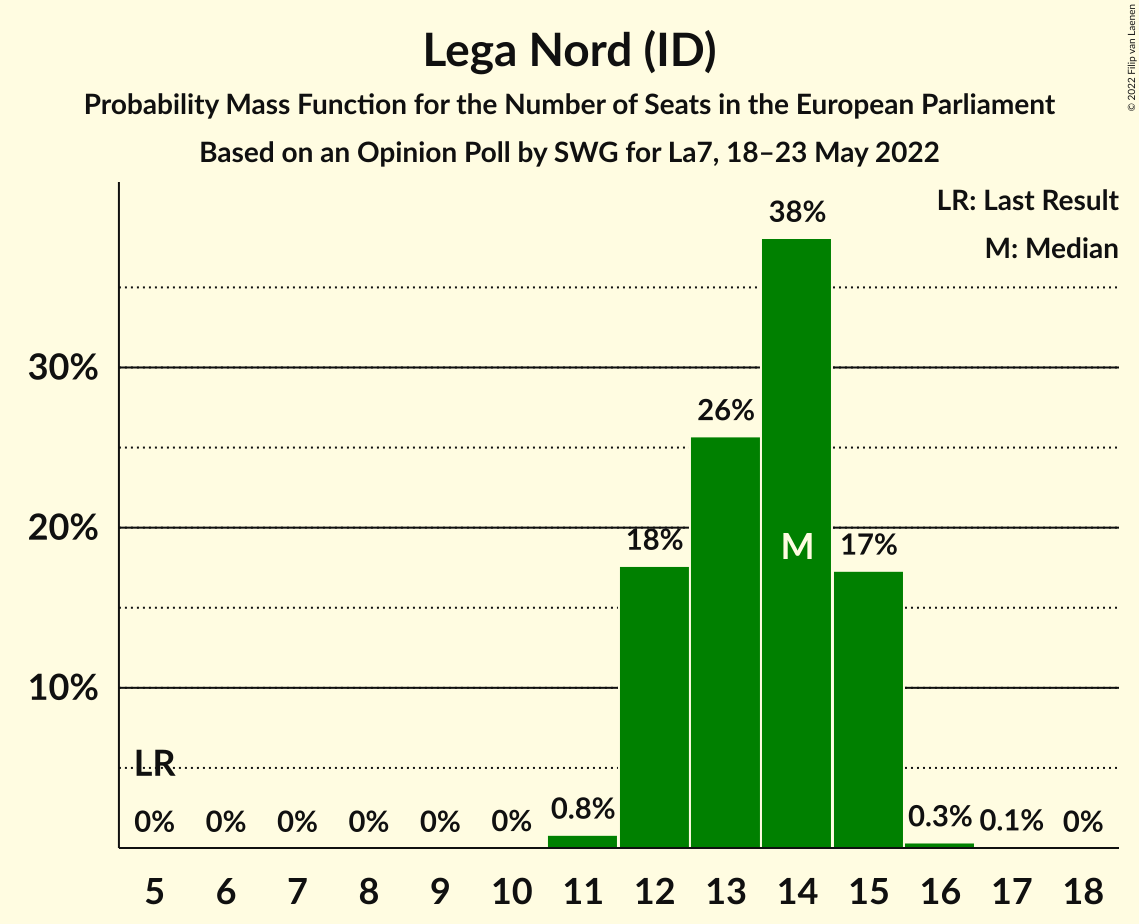 Lega Nord (ID)
Probability Mass Function for the Number of Seats in the European Parliament
Based on an Opinion Poll by SWG for La7, 18–23 May 2022
© 2022 Filip van Laenen
LR: Last Result
M: Median
38%
30%
26%
20%
18%
M
17%
10%
LR
0%
0%
0%
0%
0%
0%
0.8%
0.3%
0.1%
0%
5 6 7 8 9 10 11 12 13 14 15 16 17 18